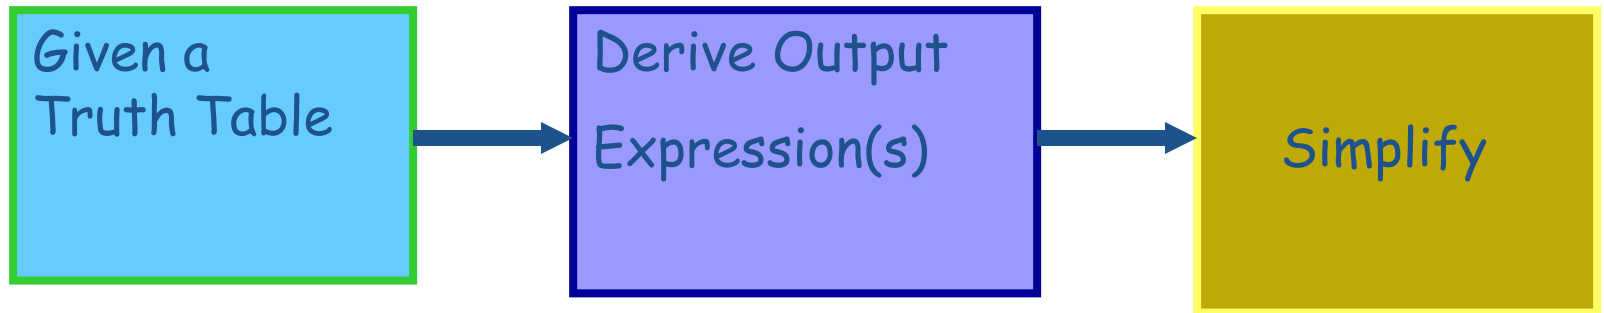 Given a
Truth Table
Derive Output
Expression(s)
Simplify